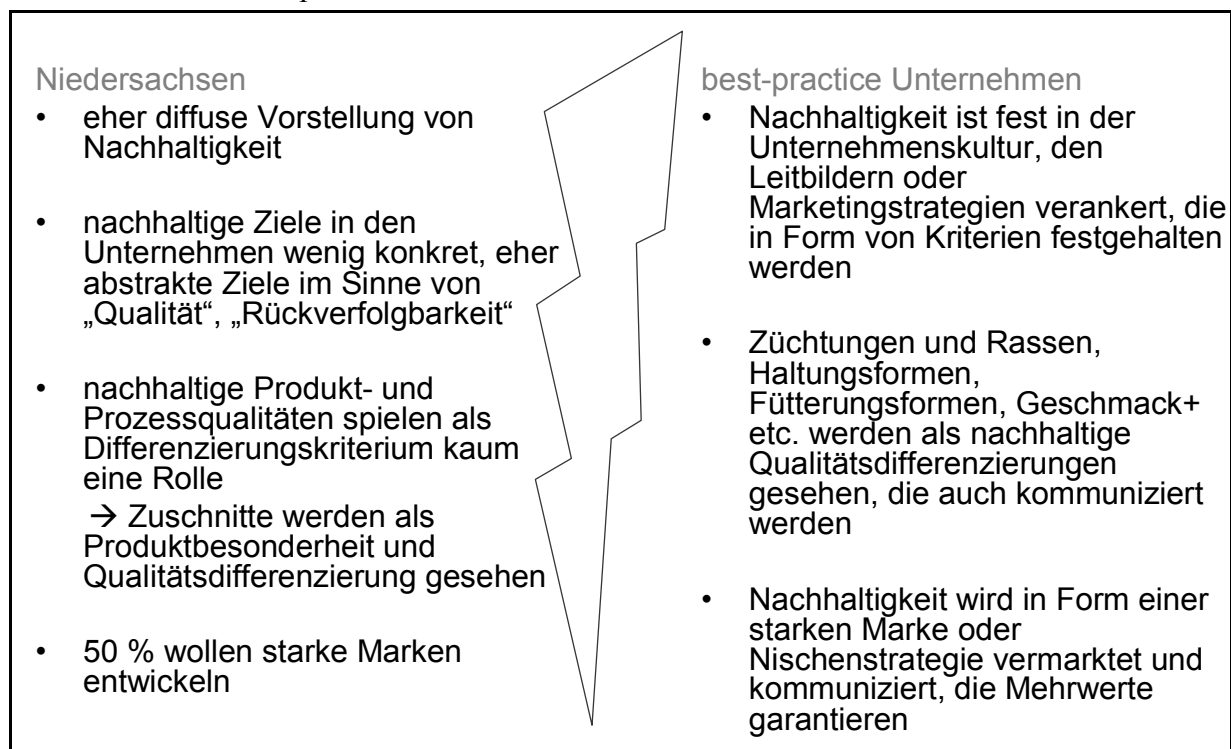 Niedersachsen
• eher diffuse Vorstellung von
Nachhaltigkeit
• nachhaltige Ziele in den
Unternehmen wenig konkret, eher
abstrakte Ziele im Sinne von
„Qualität“, „Rückverfolgbarkeit“
• nachhaltige Produkt- und
Prozessqualitäten spielen als
Differenzierungskriterium kaum
eine Rolle
→ Zuschnitte werden als
Produktbesonderheit und
Qualitätsdifferenzierung gesehen
• 50 % wollen starke Marken
entwickeln
best-practice Unternehmen
• Nachhaltigkeit ist fest in der
Unternehmenskultur, den
Leitbildern oder
Marketingstrategien verankert, die
in Form von Kriterien festgehalten
werden
• Züchtungen und Rassen,
Haltungsformen,
Fütterungsformen, Geschmack+
etc. werden als nachhaltige
Qualitätsdifferenzierungen
gesehen, die auch kommuniziert
werden
• Nachhaltigkeit wird in Form einer
starken Marke oder
Nischenstrategie vermarktet und
kommuniziert, die Mehrwerte
garantieren